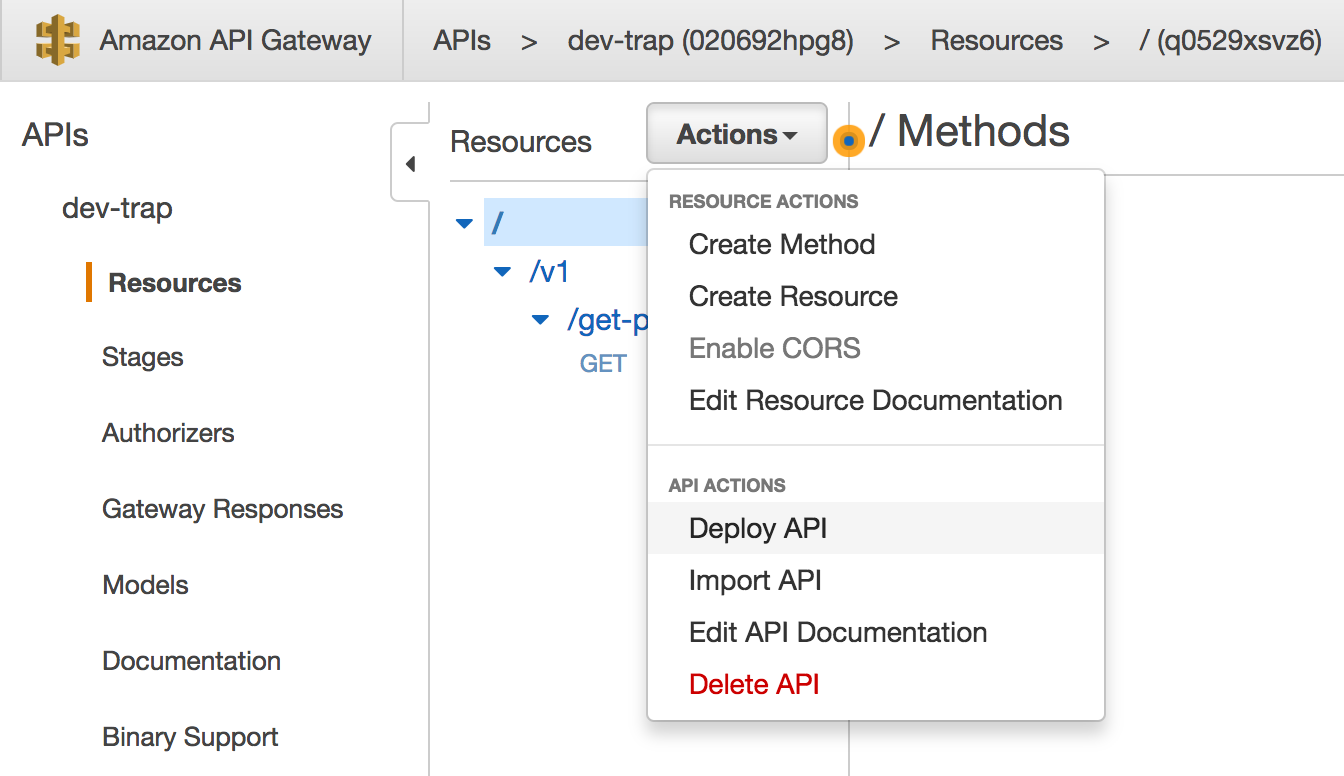 Amazon API Gateway
APIs > dev-trap (020692hpg8) > Resources > / (q0529xsvz6)
APIs
dev-trap
Resources
Stages
Authorizers
Gateway Responses
Models
Documentation
Binary Support
Resources
Actions
/
/v1
/get-p
GET
RESOURCE ACTIONS
Create Method
Create Resource
Enable CORS
Edit Resource Documentation
API ACTIONS
Deploy API
Import API
Edit API Documentation
Delete API
/ Methods